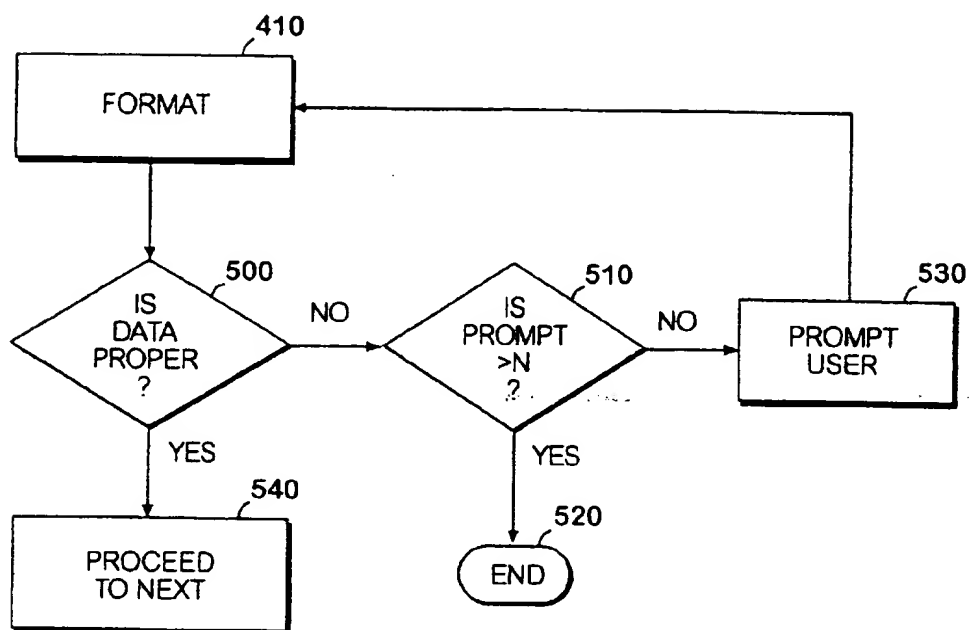 410
FORMAT
500
IS
DATA
PROPER
?
NO
510
IS
PROMPT
>N
?
NO
530
PROMPT
USER
YES
540
PROCEED
TO NEXT
YES
520
END